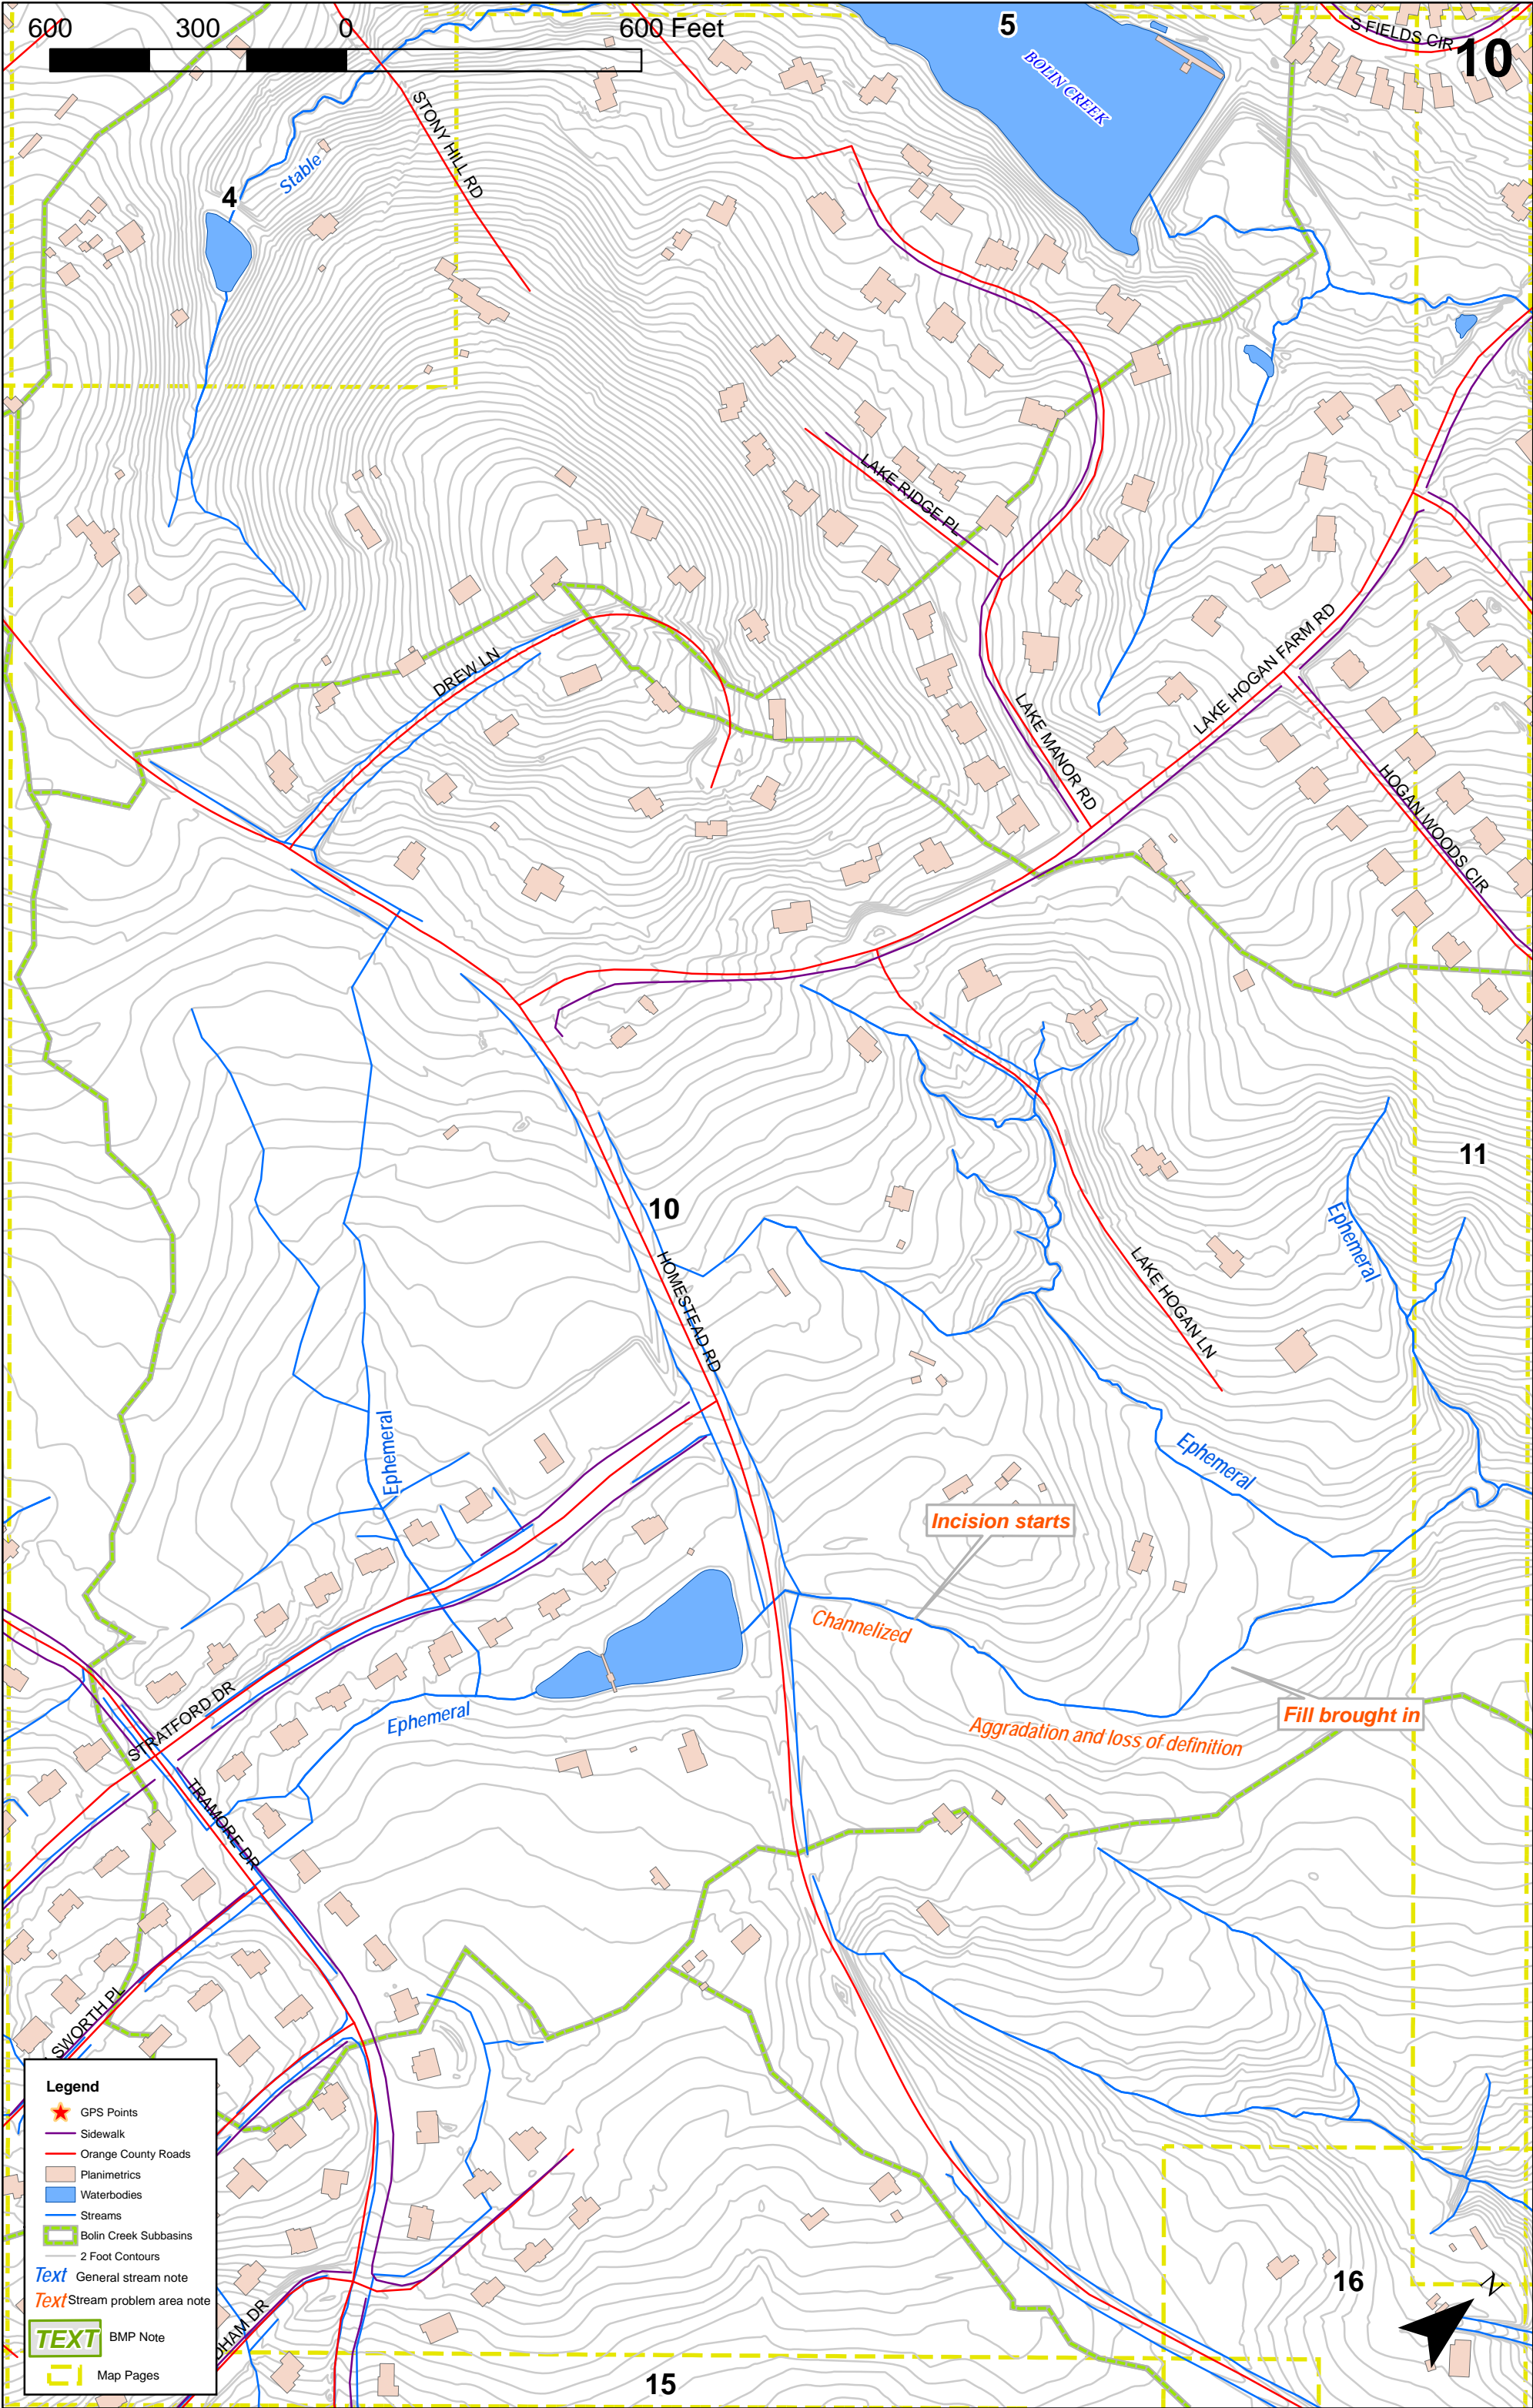 600 300 0 600 Feet
5
10
S FIELDS CIR
BOLIN CREEK
STONY HILL RD
Stable
4
LAKE RIDGE PL
DREW LN
LAKE HOGAN FARM RD
LAKE MANOR RD
HOGAN WOODS CIR
11
10
Ephemeral
HOMESTEAD RD
LAKE HOGAN LN
Ephemeral
Ephemeral
Incision starts
Channelized
Fill brought in
Aggradation and loss of definition
STRATFORD DR
Ephemeral
TRAMORE DR
SWORTH PL
Legend
GPS Points
Sidewalk
Orange County Roads
Planimetrics
Waterbodies
Streams
Bolin Creek Subbasins
2 Foot Contours
Text General stream note
Text Stream problem area note
TEXT BMP Note
Map Pages
DHAM DR
15
16
N